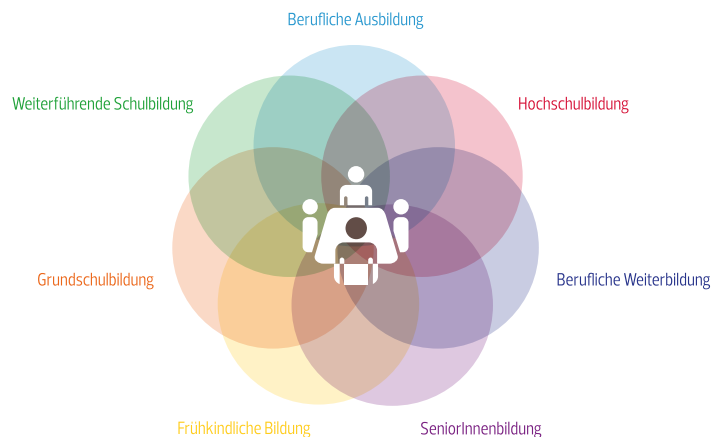 Berufliche Ausbildung
Weiterführende Schulbildung
Hochschulbildung
Grundschulbildung
Berufliche Weiterbildung
Frühkindliche Bildung
SeniorInnenbildung